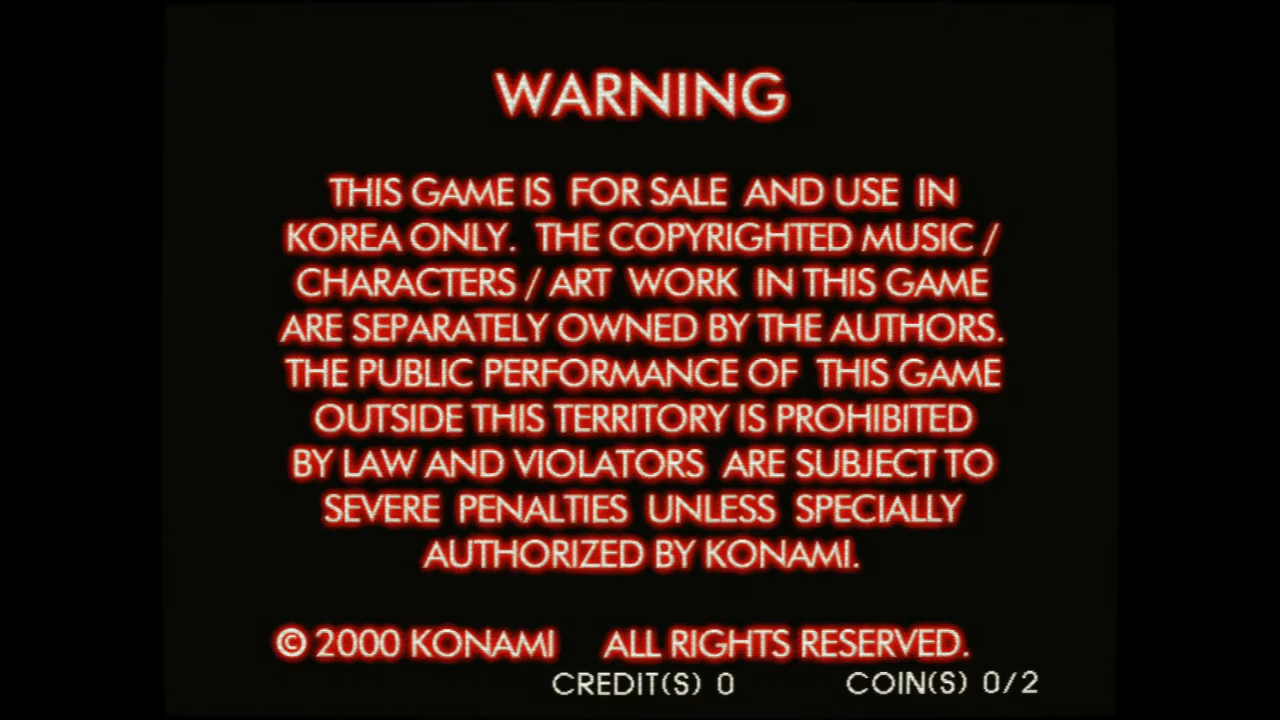 WARNING
THIS GAME IS FOR SALE AND USE IN
KOREA ONLY. THE COPYRIGHTED MUSIC /
CHARACTERS / ART WORK IN THIS GAME
ARE SEPARATELY OWNED BY THE AUTHORS.
THE PUBLIC PERFORMANCE OF THIS GAME
OUTSIDE THIS TERRITORY IS PROHIBITED
BY LAW AND VIOLATORS ARE SUBJECT TO
SEVERE PENALTIES UNLESS SPECIALLY
AUTHORIZED BY KONAMI.
© 2000 KONAMI ALL RIGHTS RESERVED.
CREDIT(S) 0 COIN(S) 0/2